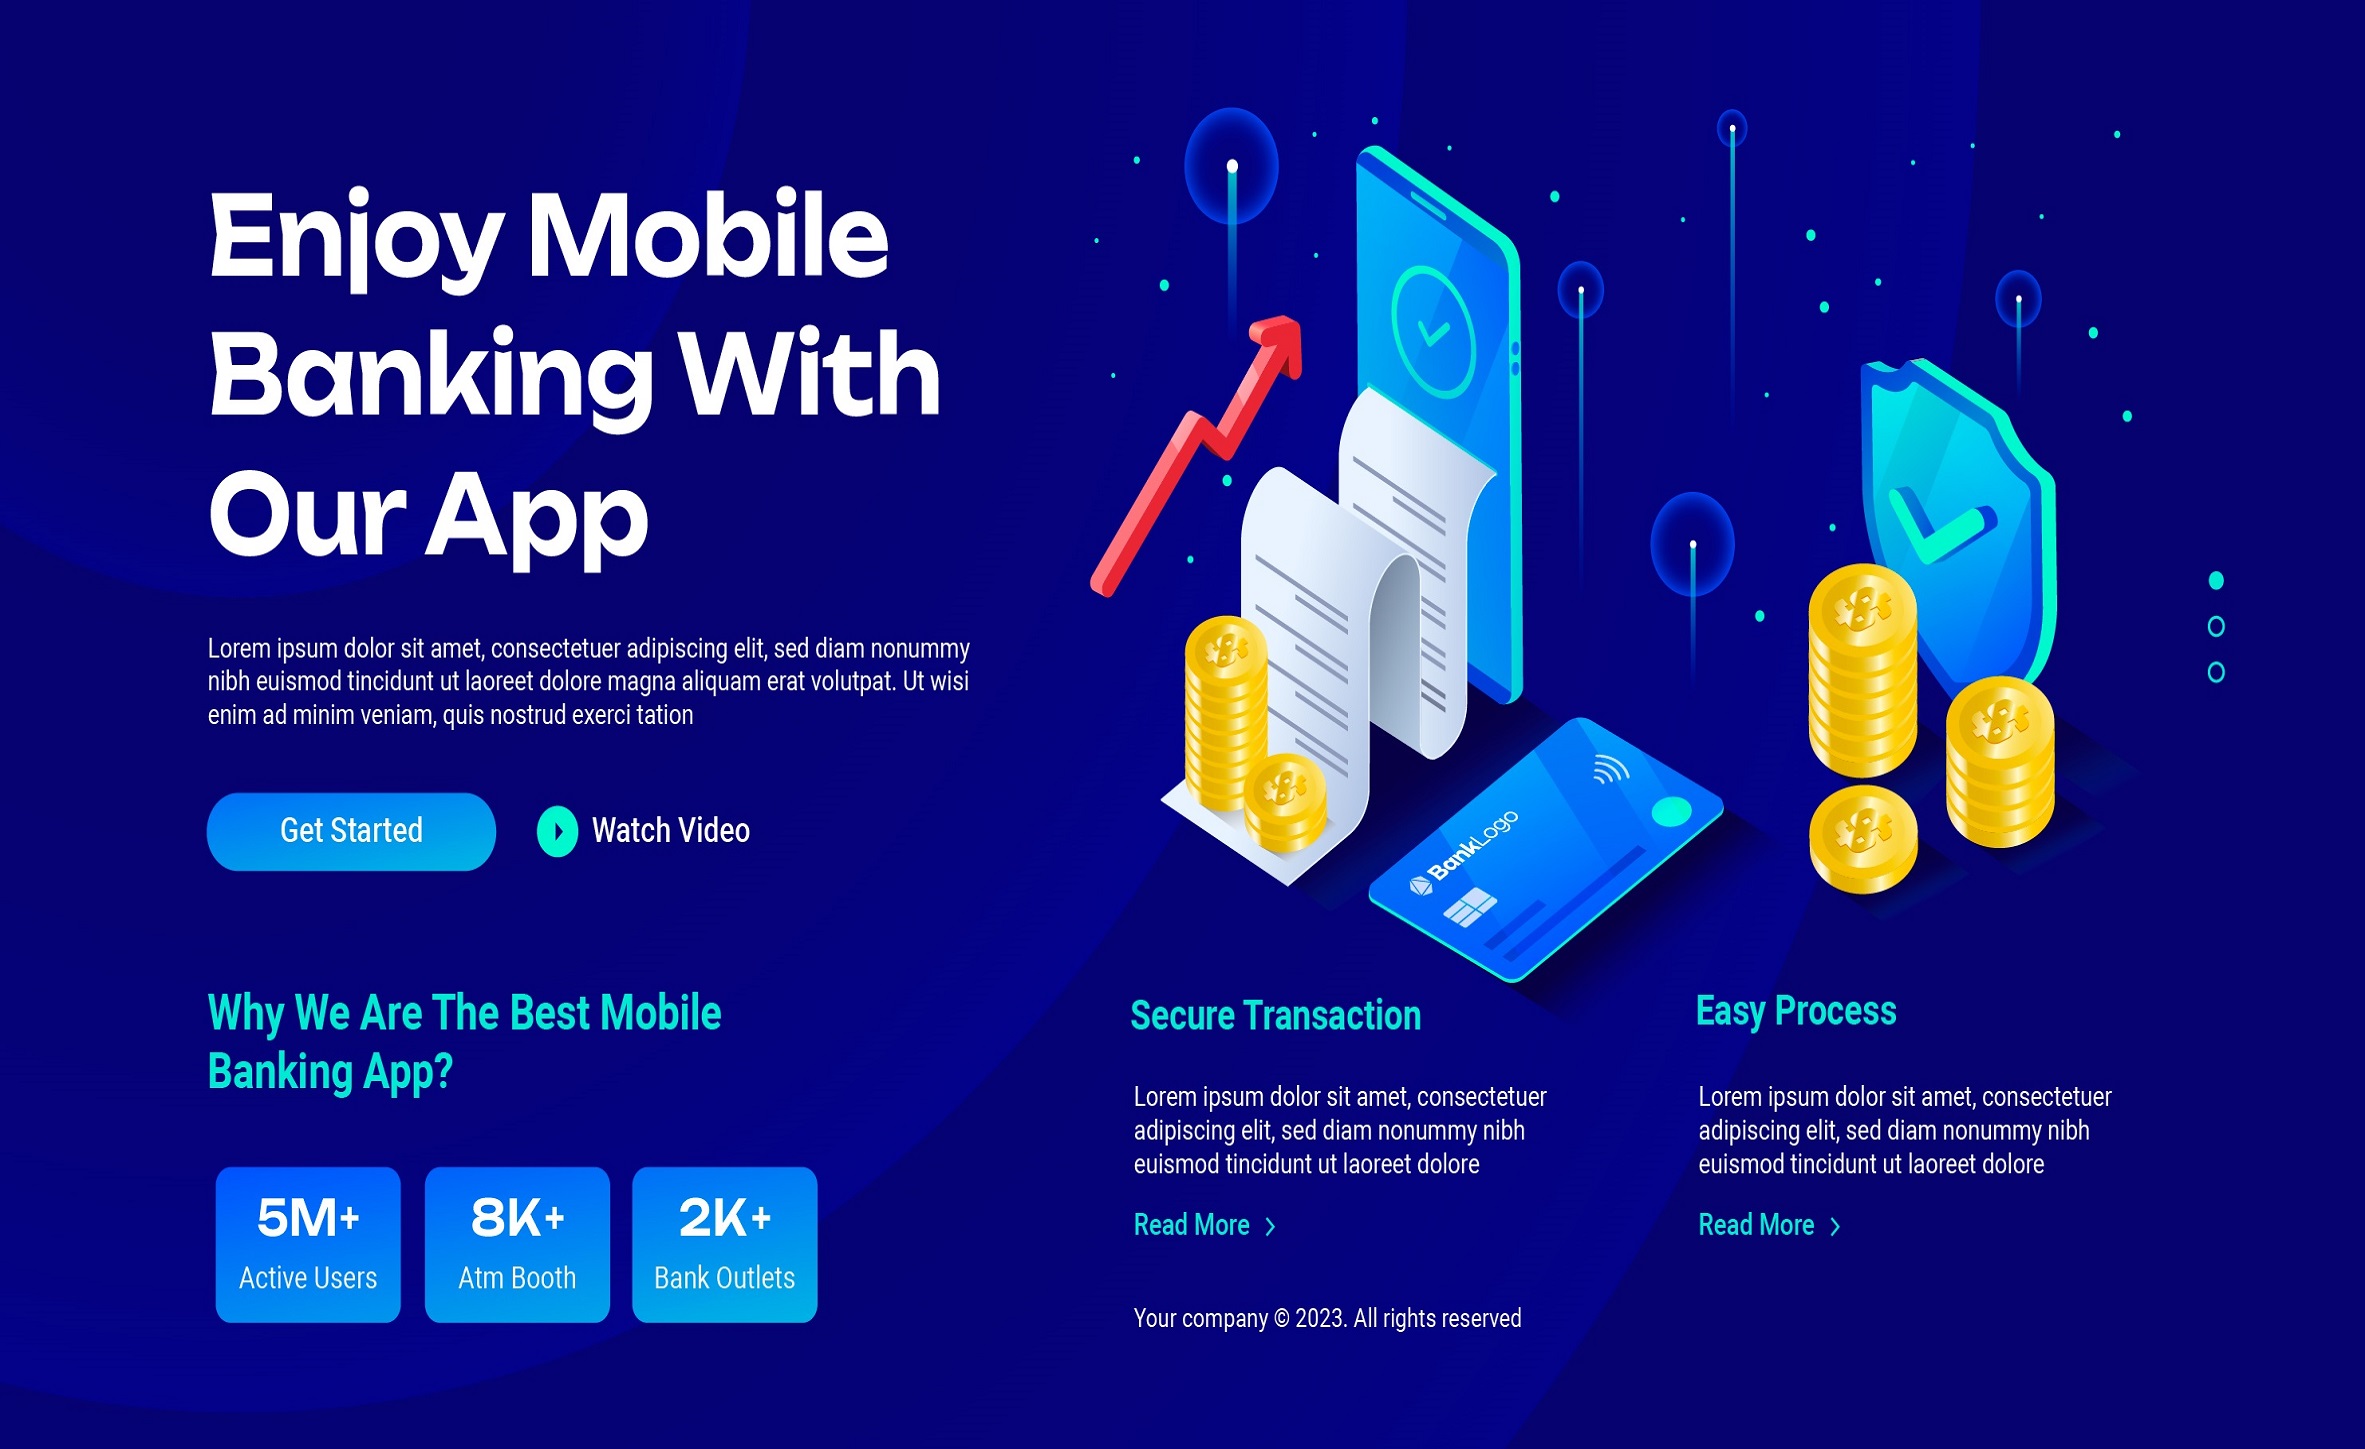 Enjoy Mobile
Banking With
Our App
Lorem ipsum dolor sit amet, consectetuer adipiscing elit, sed diam nonummy
nibh euismod tincidunt ut laoreet dolore magna aliquam erat volutpat. Ut wisi
enim ad minim veniam, quis nostrud exerci tation
Get Started
Watch Video
BankLogo
Why We Are The Best Mobile
Banking App?
5M+
Active Users
8K+
Atm Booth
2K+
Bank Outlets
Secure Transaction
Lorem ipsum dolor sit amet, consectetuer
adipiscing elit, sed diam nonummy nibh
euismod tincidunt ut laoreet dolore
Read More
Easy Process
Lorem ipsum dolor sit amet, consectetuer
adipiscing elit, sed diam nonummy nibh
euismod tincidunt ut laoreet dolore
Read More
Your company © 2023. All rights reserved